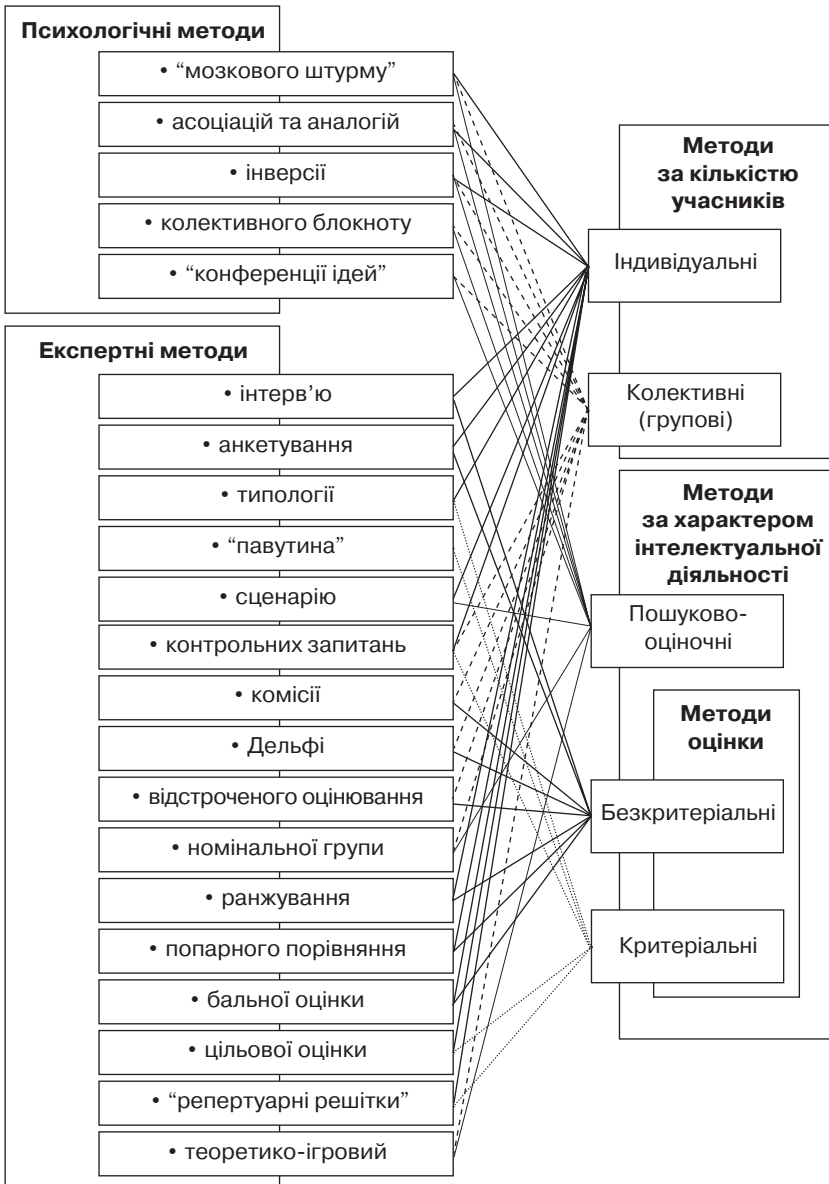 Психологічні методи
• “мозкового штурму”
• асоціацій та аналогій
• інверсії
• колективного блокноту
• “конференції ідей”
Експертні методи
• інтерв’ю
• анкетування
• типології
• “павутина”
• сценарію
• контрольних запитань
• комісії
• Дельфі
• відстроченого оцінювання
• номінальної групи
• ранжування
• попарного порівняння
• бальної оцінки
• цільової оцінки
• “репертуарні решітки”
• теоретико-ігровий
Методи
за кількістю
учасників
Індивідуальні
Колективні
(групові)
Методи
за характером
інтелектуальної
діяльності
Пошуково-
оціночні
Методи
оцінки
Безкритеріальні
Критеріальні